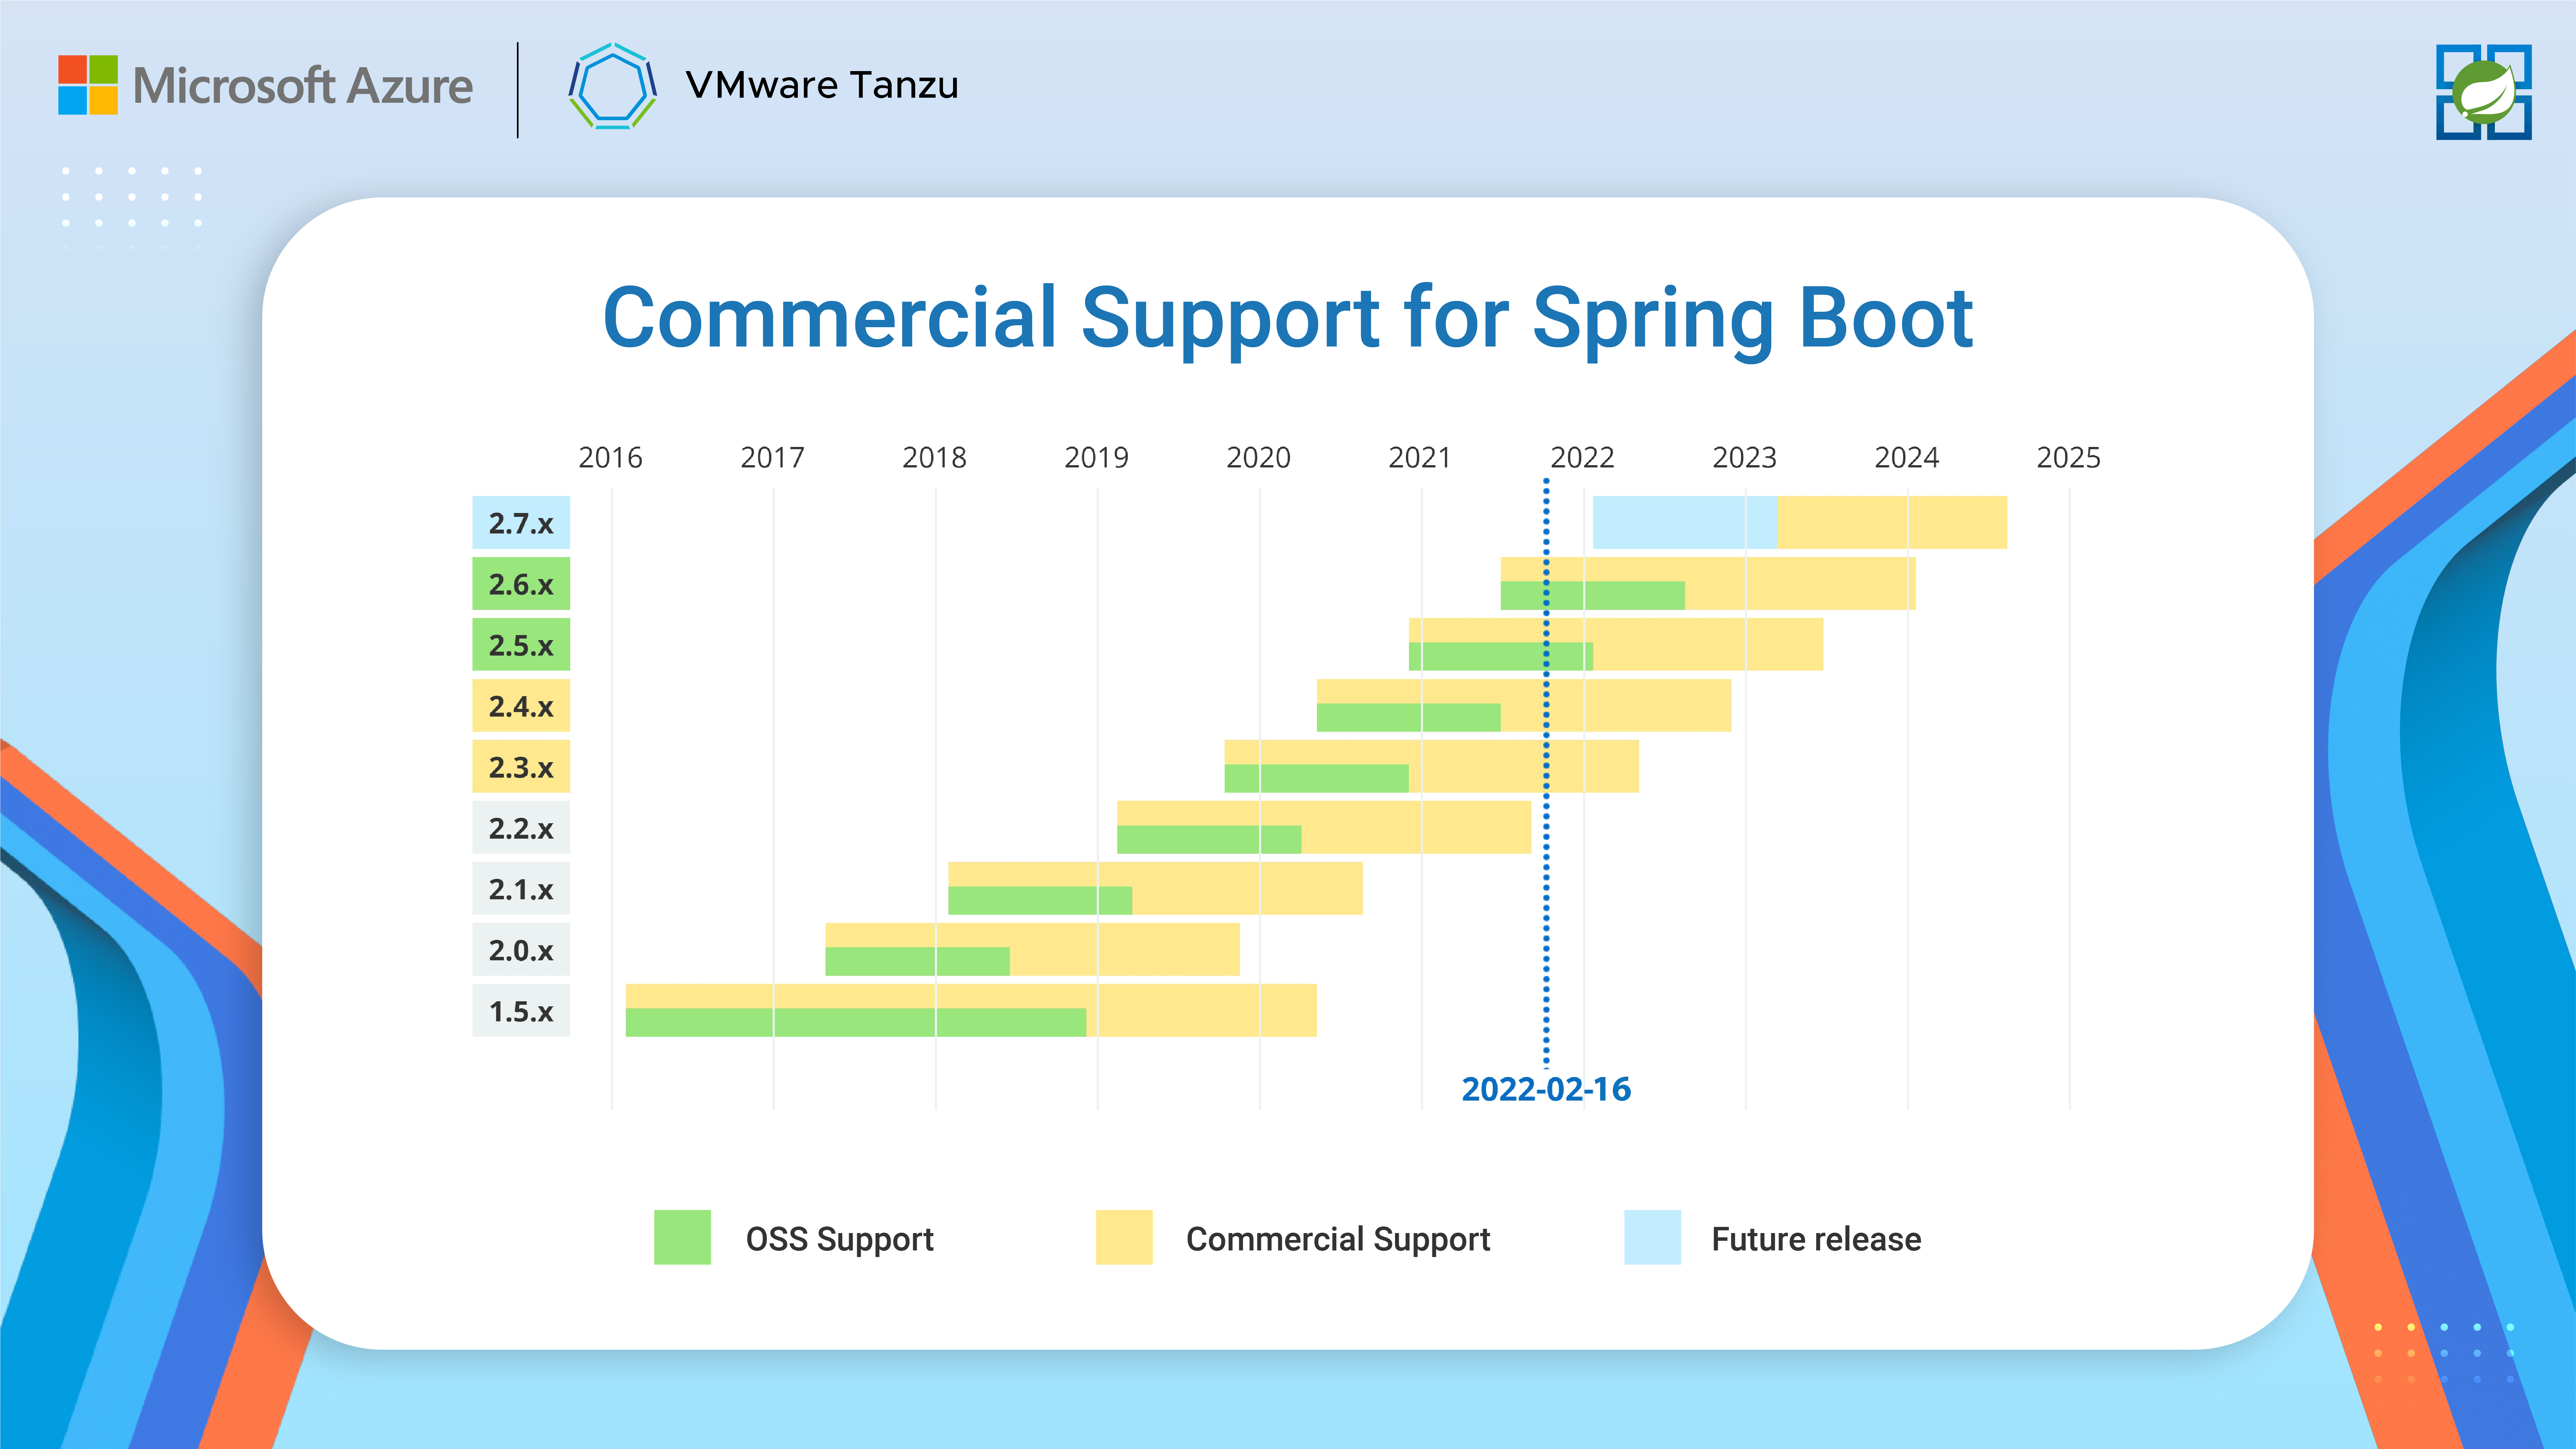 Microsoft Azure
VMware Tanzu
Commercial Support for Spring Boot
2016 2017 2018 2019 2020 2021 2022 2023 2024 2025
2.7.x
2.6.x
2.5.x
2.4.x
2.3.x
2.2.x
2.1.x
2.0.x
1.5.x
2022-02-16
OSS Support Commercial Support Future release